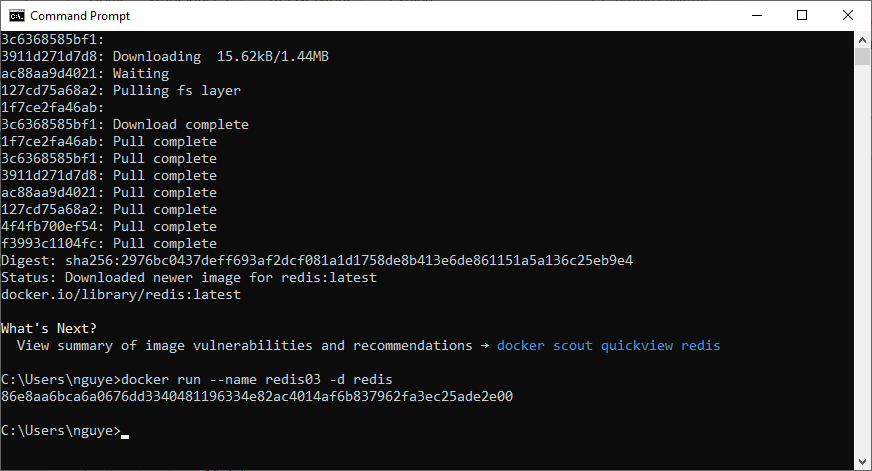 Command Prompt
3c6368585bf1:
3911d271d7d8: Downloading  15.62kB/1.44MB
ac88aa9d4021: Waiting
127cd75a68a2: Pulling fs layer
1f7ce2fa46ab:
3c6368585bf1: Download complete
1f7ce2fa46ab: Pull complete
3c6368585bf1: Pull complete
3911d271d7d8: Pull complete
ac88aa9d4021: Pull complete
127cd75a68a2: Pull complete
4f4fb700ef54: Pull complete
f3993c1104fc: Pull complete
Digest: sha256:2976bc0437deff693af2dcf081a1d1758de8b413e6de861151a5a136c25eb9e4
Status: Downloaded newer image for redis:latest
docker.io/library/redis:latest
What's Next?
  View summary of image vulnerabilities and recommendations → docker scout quickview redis
C:\Users\nguye>docker run --name redis03 -d redis
86e8aa6bca6a0676dd3340481196334e82ac4014af6b837962fa3ec25ade2e00
C:\Users\nguye>